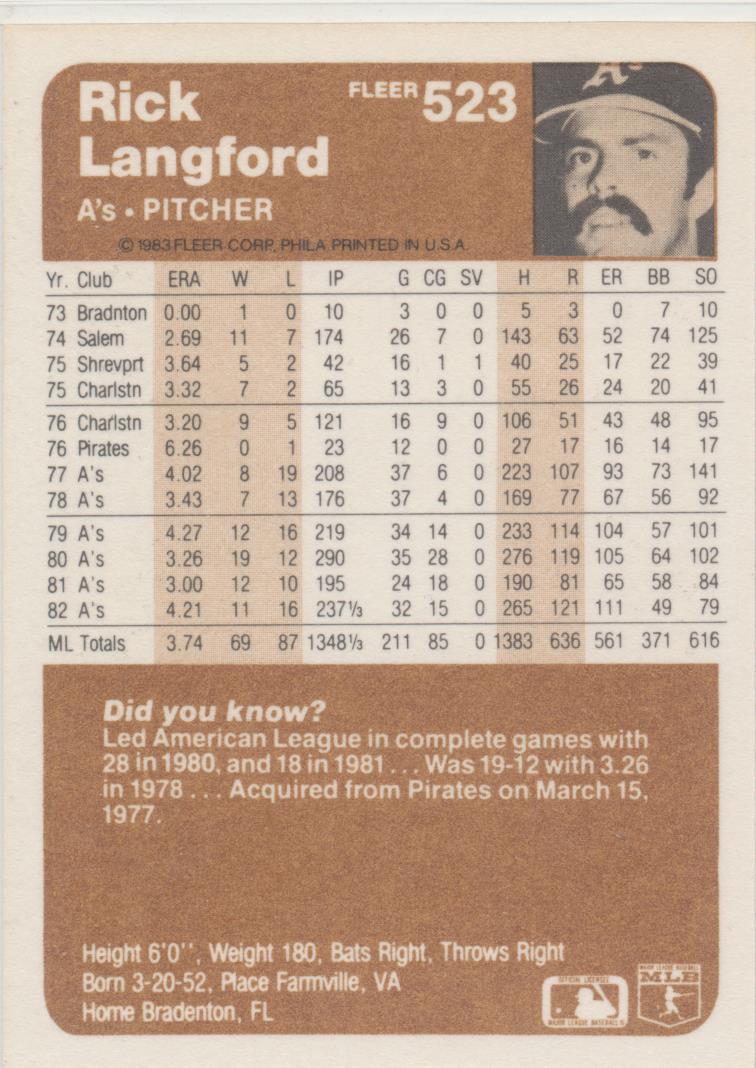 Rick
Langford
FLEER 523
A's • PITCHER
A's
© 1983 FLEER CORP. PHILA. PRINTED IN U.S.A.
Yr. Club ERA W L IP G CG SV H R ER BB SO
73 Bradnton 0.00 1 0 10 3 0 0 5 3 0 7 10
74 Salem 2.69 11 7 174 26 7 0 143 63 52 74 125
75 Shrevprt 3.64 5 2 42 16 1 1 40 25 17 22 39
75 Charlstn 3.32 7 2 65 13 3 0 55 26 24 20 41
76 Charlstn 3.20 9 5 121 16 9 0 106 51 43 48 95
76 Pirates 6.26 0 1 23 12 0 0 27 17 16 14 17
77 A's 4.02 8 19 208 37 6 0 223 107 93 73 141
78 A's 3.43 7 13 176 37 4 0 169 77 67 56 92
79 A's 4.27 12 16 219 34 14 0 233 114 104 57 101
80 A's 3.26 19 12 290 35 28 0 276 119 105 64 102
81 A's 3.00 12 10 195 24 18 0 190 81 65 58 84
82 A's 4.21 11 16 237⅓ 32 15 0 265 121 111 49 79
ML Totals 3.74 69 87 1348⅓ 211 85 0 1383 636 561 371 616
Did you know?
Led American League in complete games with
28 in 1980, and 18 in 1981 . . . Was 19-12 with 3.26
in 1978 . . . Acquired from Pirates on March 15,
1977.
Height 6'0'', Weight 180, Bats Right, Throws Right
Born 3-20-52, Place Farmville, VA
Home Bradenton, FL
OFFICIAL LICENSEE
MAJOR LEAGUE BASEBALL
MAJOR LEAGUE BASEBALL
MLB